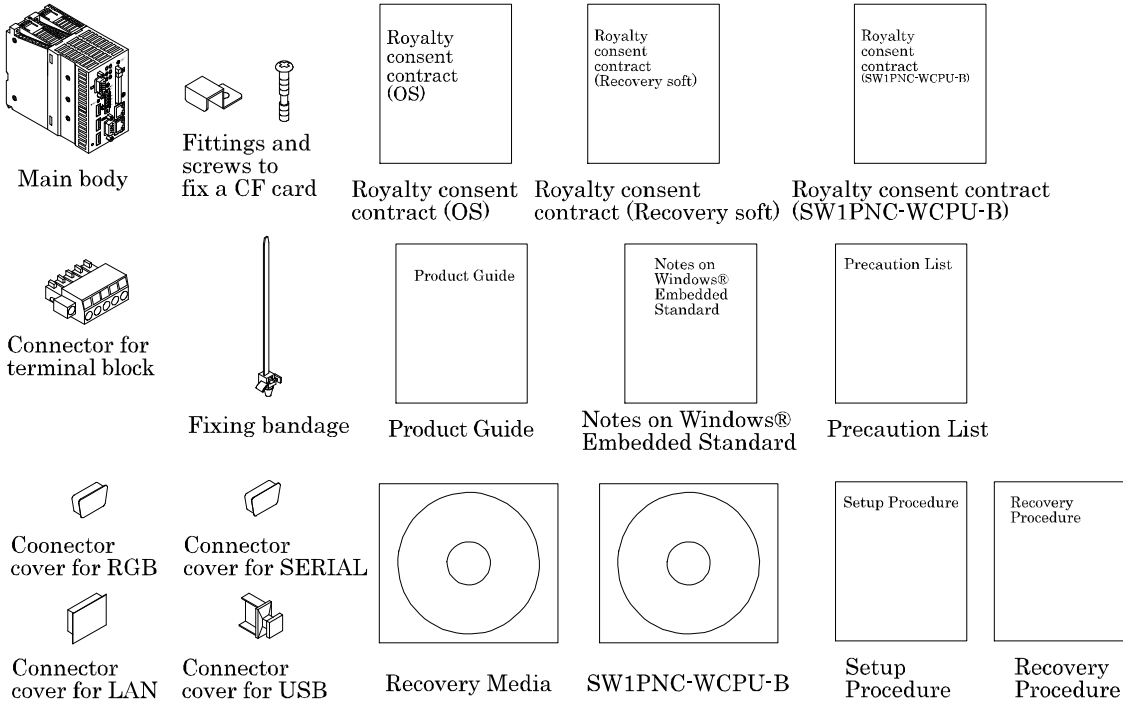 Main body
Fittings and
screws to
fix a CF card
Royalty
consent
contract
(OS)
Royalty consent
contract (OS)
Royalty
consent
contract
(Recovery soft)
Royalty consent
contract (Recovery soft)
Royalty
consent
contract
(SW1PNC-WCPU-B)
Royalty consent contract
(SW1PNC-WCPU-B)
Connector for
terminal block
Fixing bandage
Product Guide
Product Guide
Notes on
Windows®
Embedded
Standard
Notes on Windows®
Embedded Standard
Precaution List
Precaution List
Coonector
cover for RGB
Connector
cover for SERIAL
Connector
cover for LAN
Connector
cover for USB
Recovery Media
SW1PNC-WCPU-B
Setup Procedure
Setup
Procedure
Recovery
Procedure
Recovery
Procedure